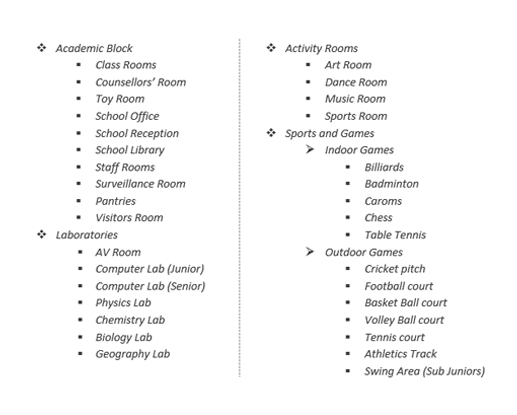 Academic Block
Class Rooms
Counsellors' Room
Toy Room
School Office
School Reception
School Library
Staff Rooms
Surveillance Room
Pantries
Visitors Room
Laboratories
AV Room
Computer Lab (Junior)
Computer Lab (Senior)
Physics Lab
Chemistry Lab
Biology Lab
Geography Lab
Activity Rooms
Art Room
Dance Room
Music Room
Sports Room
Sports and Games
Indoor Games
Billiards
Badminton
Caroms
Chess
Table Tennis
Outdoor Games
Cricket pitch
Football court
Basket Ball court
Volley Ball court
Tennis court
Athletics Track
Swing Area (Sub Juniors)